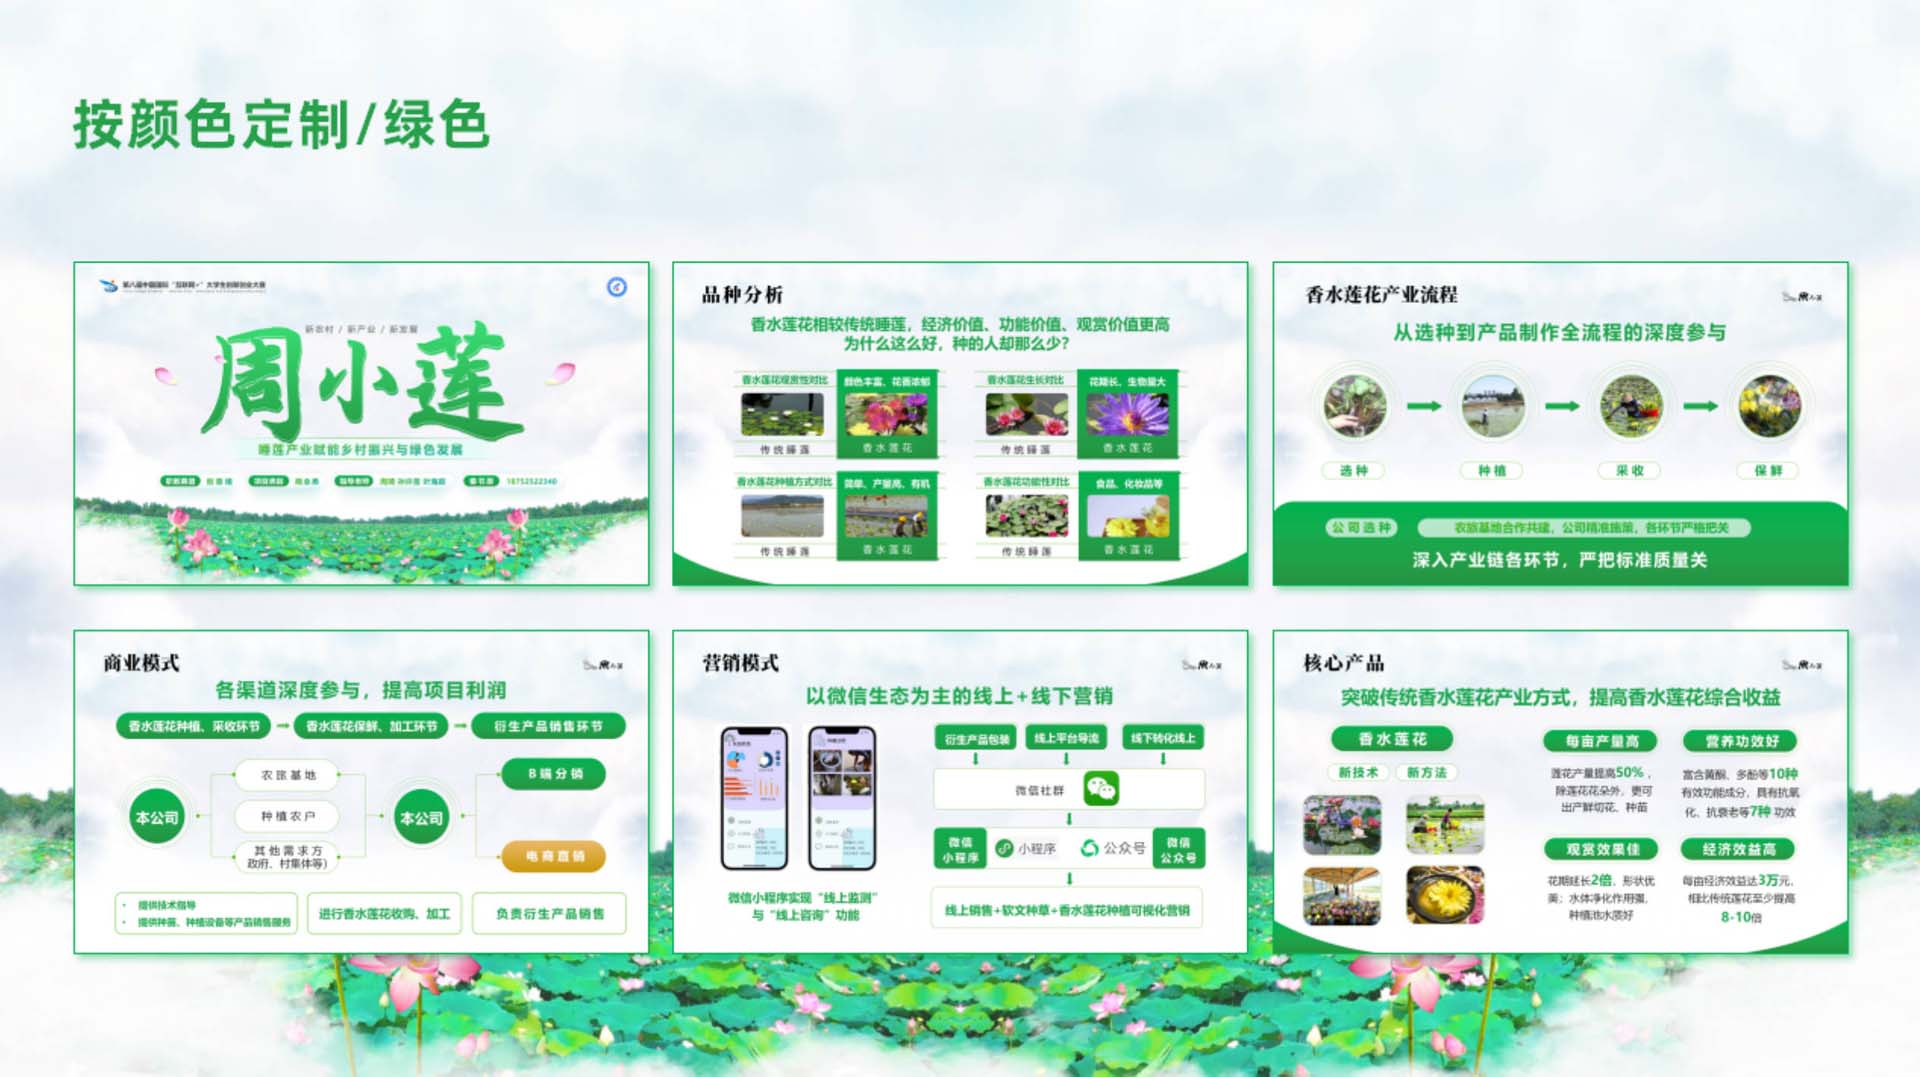 按颜色定制/绿色
第八届中国国际“互联网+”大学生创新创业大赛
新农村 / 新产业 / 新发展
周小莲
睡莲产业赋能乡村振兴与绿色发展
18752522340
品种分析
香水莲花相较传统睡莲，经济价值、功能价值、观赏价值更高
为什么这么好，种的人却那么少？
香水莲花观赏性对比
颜色丰富、花香浓郁
传统睡莲
香水莲花
香水莲花生长对比
花期长、生物量大
传统睡莲
香水莲花
香水莲花种植方式对比
简单、产量高、有机
传统睡莲
香水莲花
香水莲花功能性对比
食品、化妆品等
传统睡莲
香水莲花
香水莲花产业流程
从选种到产品制作全流程的深度参与
选种
种植
采收
保鲜
公司选种
农旅基地合作共建，公司精准施策，各环节严格把关
深入产业链各环节，严把标准质量关
商业模式
各渠道深度参与，提高项目利润
香水莲花种植、采收环节
香水莲花保鲜、加工环节
衍生产品销售环节
本公司
农旅基地
种植农户
其他需求方
政府、村集体等）
本公司
B端分销
电商直销
• 提供技术指导
• 提供种苗、种植设备等产品销售服务
进行香水莲花收购、加工
负责衍生产品销售
营销模式
以微信生态为主的线上+线下营销
微信小程序实现“线上监测”
与“线上咨询”功能
衍生产品包装
线上平台导流
线下转化线上
微信社群
微信
小程序
小程序
公众号
微信
公众号
线上销售+软文种草+香水莲花种植可视化营销
核心产品
突破传统香水莲花产业方式，提高香水莲花综合收益
香水莲花
新技术
新方法
每亩产量高
莲花产量提高50%，
除莲花花朵外，更可
出产鲜切花、种苗
营养功效好
富含黄酮、多酚等10种
有效功能成分，具有抗氧
化、抗衰老等7种 功效
观赏效果佳
花期延长2倍，形状优
美；水体净化作用强，
种植池水质好
经济效益高
每亩经济效益达3万元，
相比传统莲花至少提高
8-10倍